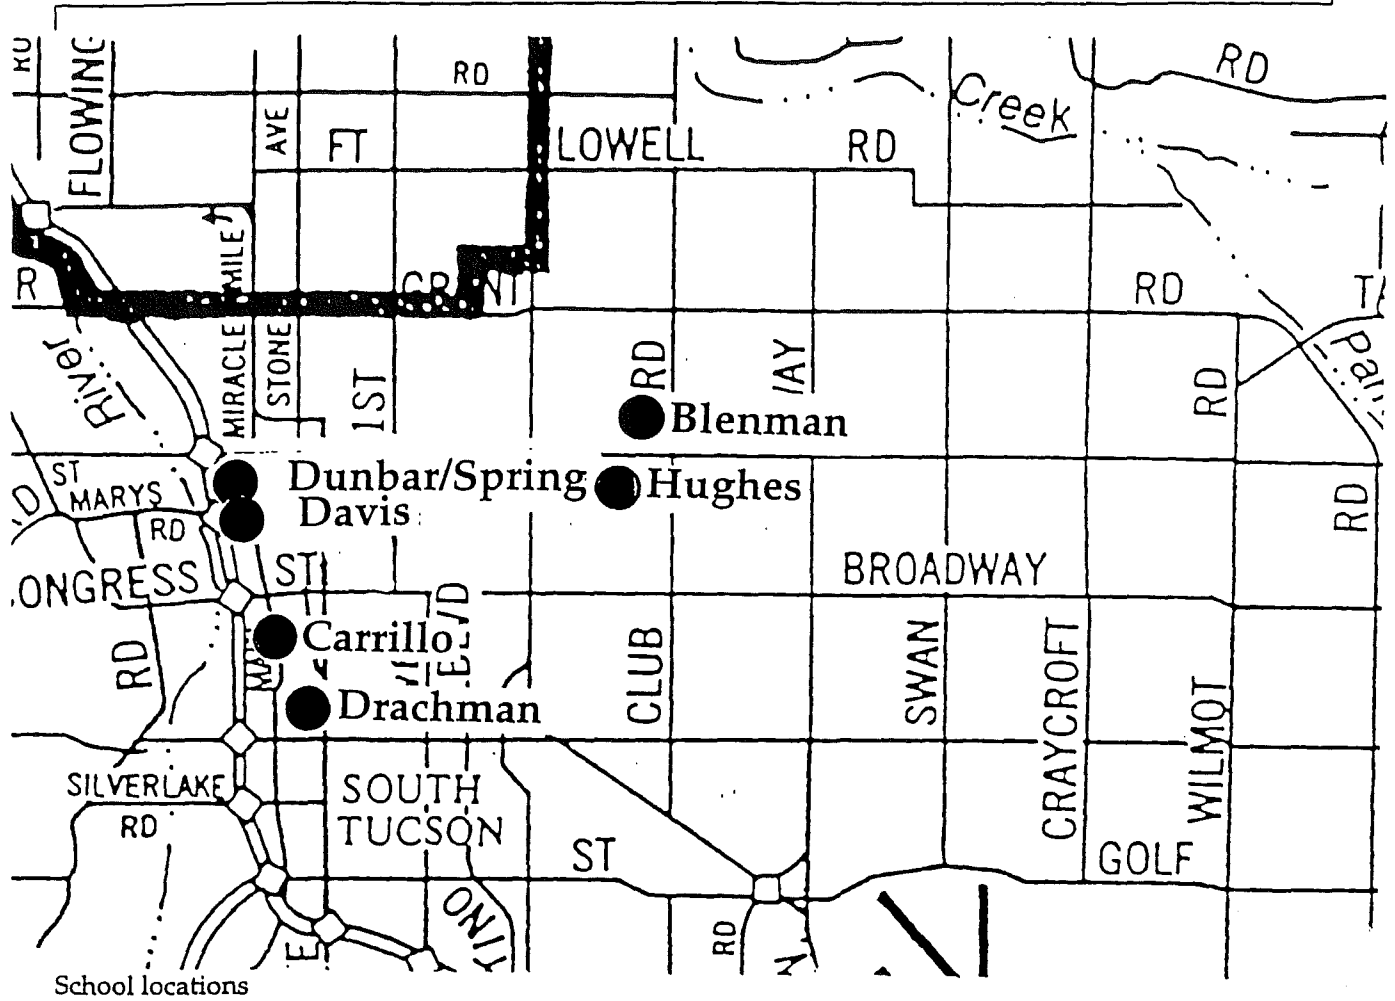 RD
FLOWING
AVE
FT
RD
LOWELL
RD
Creek
RD
MIRACLE MILE
STONE
1ST
R
RD
River
RD
RD
Blenman
ST
MARYS
RD
Dunbar/Spring
Hughes
Davis
RD
ONGRESS
ST
BROADWAY
RD
Carrillo
CLUB
SWAN
CRAYCROFT
WILMOT
Drachman
SILVERLAKE
RD
SOUTH
TUCSON
ST
GOLF
RD
School locations